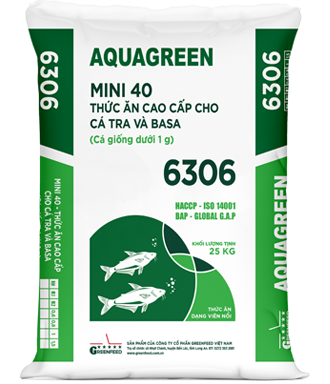 AQUAGREEN
MINI 40
THỨC ĂN CAO CẤP CHO
CÁ TRA VÀ BASA
(Cá giống dưới 1 g)
6306
HACCP - ISO 14001
BAP - GLOBAL G.A.P
KHỐI LƯỢNG TỊNH
25 KG
THỨC ĂN
DẠNG VIÊN NỔI
GREENFEED
SẢN PHẨM CỦA CÔNG TY CỔ PHẦN GREENFEED VIỆT NAM
6306
MINI 40 - THỨC ĂN CAO CẤP
CHO CÁ TRA VÀ BASA
6306
AQUAGREEN